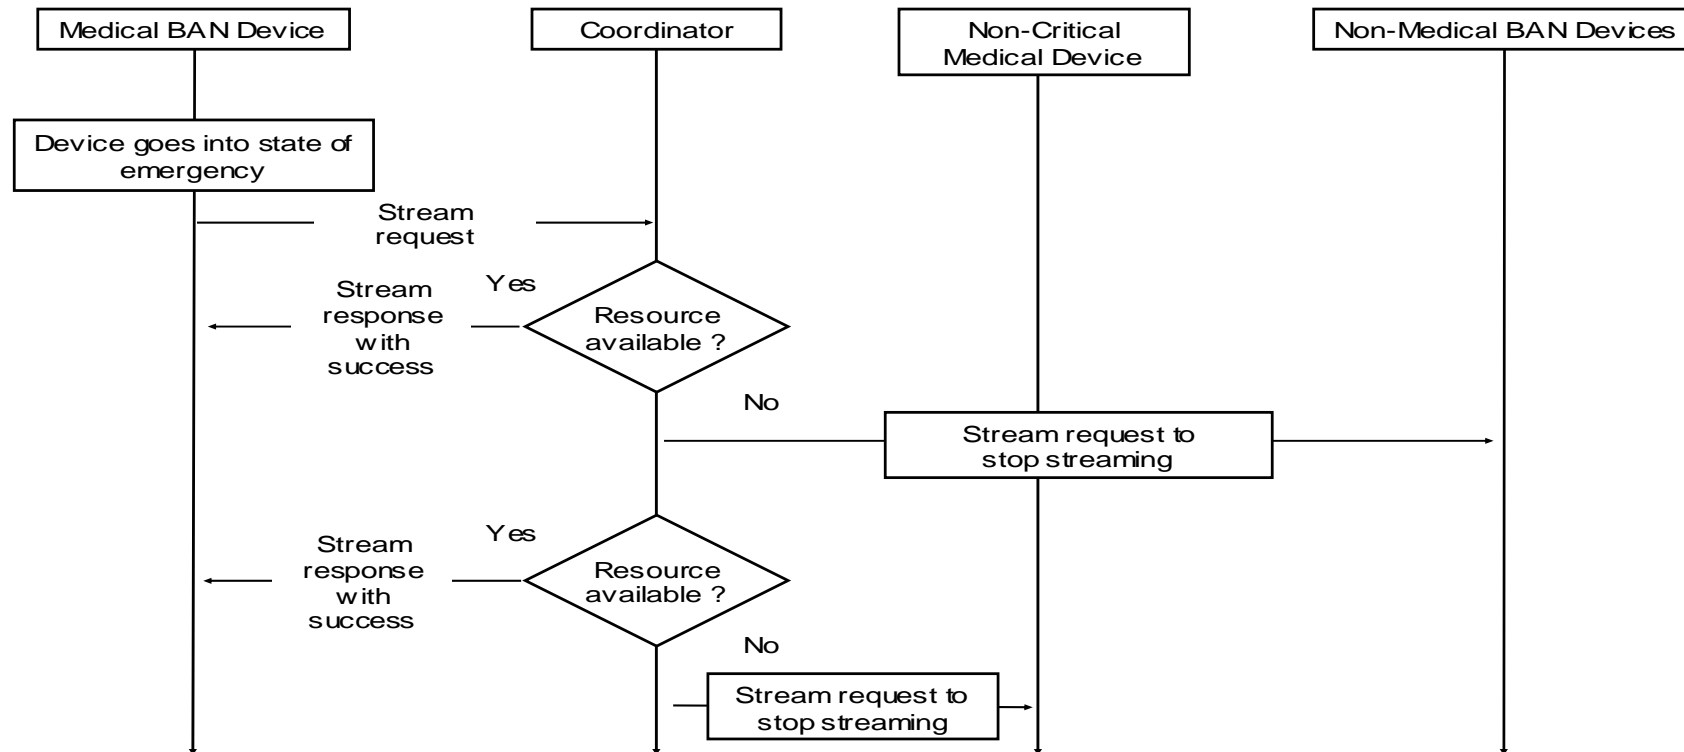 Medical BAN Device
Coordinator
Non-Critical
Medical Device
Non-Medical BAN Devices
Device goes into state of
emergency
Stream
request
Yes
Stream
response
with
success
Resource
available ?
No
Stream request to
stop streaming
Yes
Stream
response
with
success
Resource
available ?
No
Stream request to
stop streaming